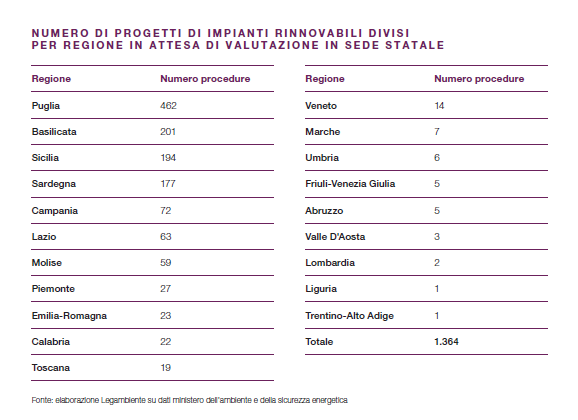 NUMERO DI PROGETTI DI IMPIANTI RINNOVABILI DIVISI
PER REGIONE IN ATTESA DI VALUTAZIONE IN SEDE STATALE
Regione Numero procedure
Puglia 462
Basilicata 201
Sicilia 194
Sardegna 177
Campania 72
Lazio 63
Molise 59
Piemonte 27
Emilia-Romagna 23
Calabria 22
Toscana 19
Regione Numero procedure
Veneto 14
Marche 7
Umbria 6
Friuli-Venezia Giulia 5
Abruzzo 5
Valle D'Aosta 3
Lombardia 2
Liguria 1
Trentino-Alto Adige 1
Totale 1.364
Fonte: elaborazione Legambiente su dati ministero dell'ambiente e della sicurezza energetica